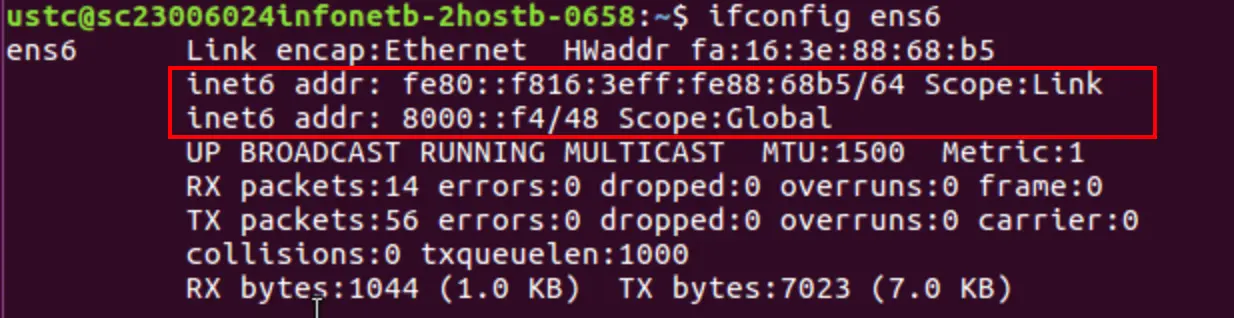 ustc@sc23006024infonetb-2hostb-0658:~$ ifconfig ens6
ens6      Link encap:Ethernet  HWaddr fa:16:3e:88:68:b5
inet6 addr: fe80::f816:3eff:fe88:68b5/64 Scope:Link
inet6 addr: 8000::f4/48 Scope:Global
UP BROADCAST RUNNING MULTICAST  MTU:1500  Metric:1
RX packets:14 errors:0 dropped:0 overruns:0 frame:0
TX packets:56 errors:0 dropped:0 overruns:0 carrier:0
collisions:0 txqueuelen:1000
RX bytes:1044 (1.0 KB)  TX bytes:7023 (7.0 KB)